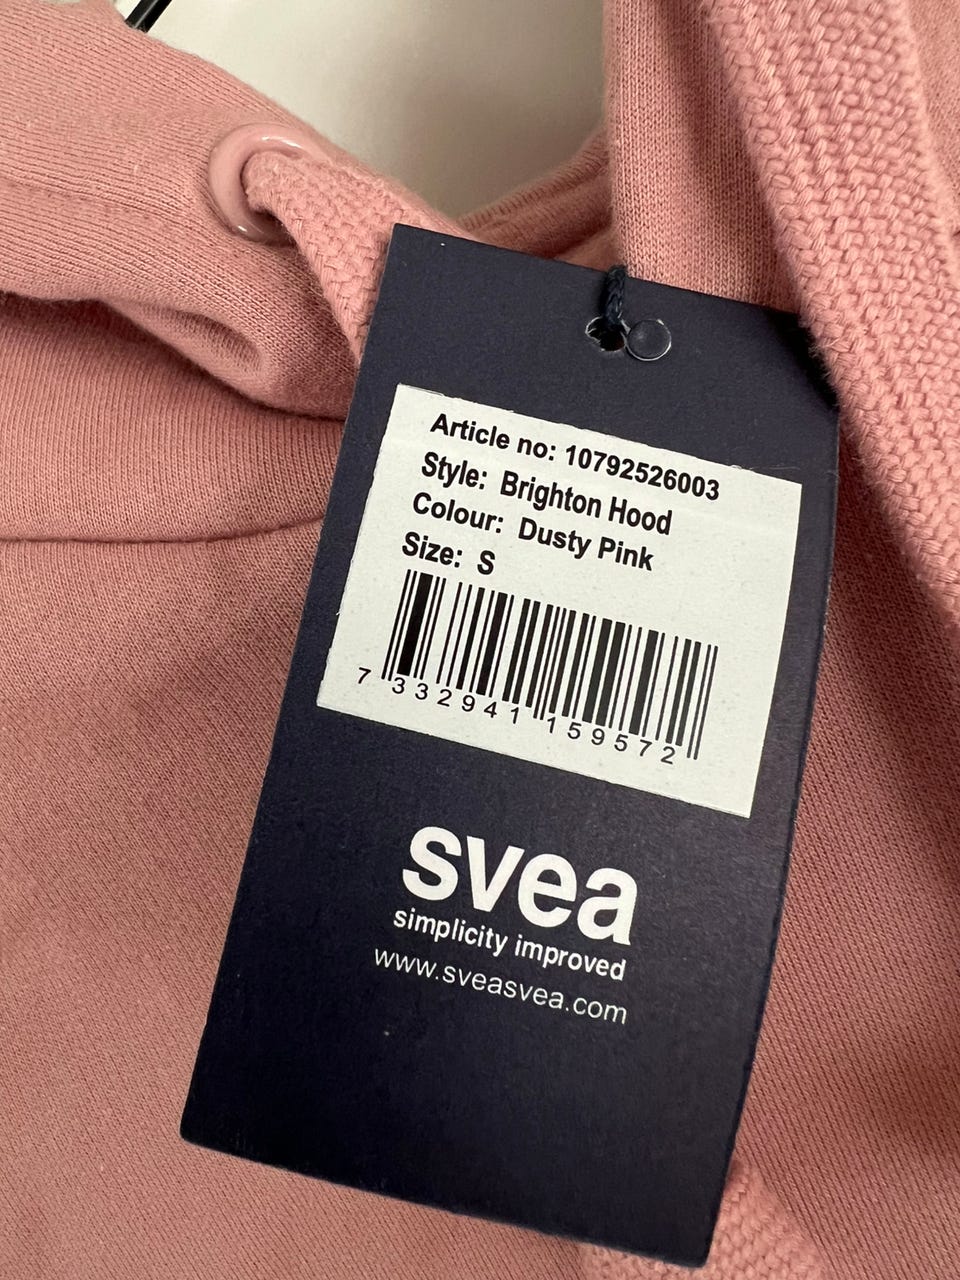 Article no: 10792526003
Style: Brighton Hood
Colour: Dusty Pink
Size: S
7 332941 159572
svea
simplicity improved
www.sveasvea.com